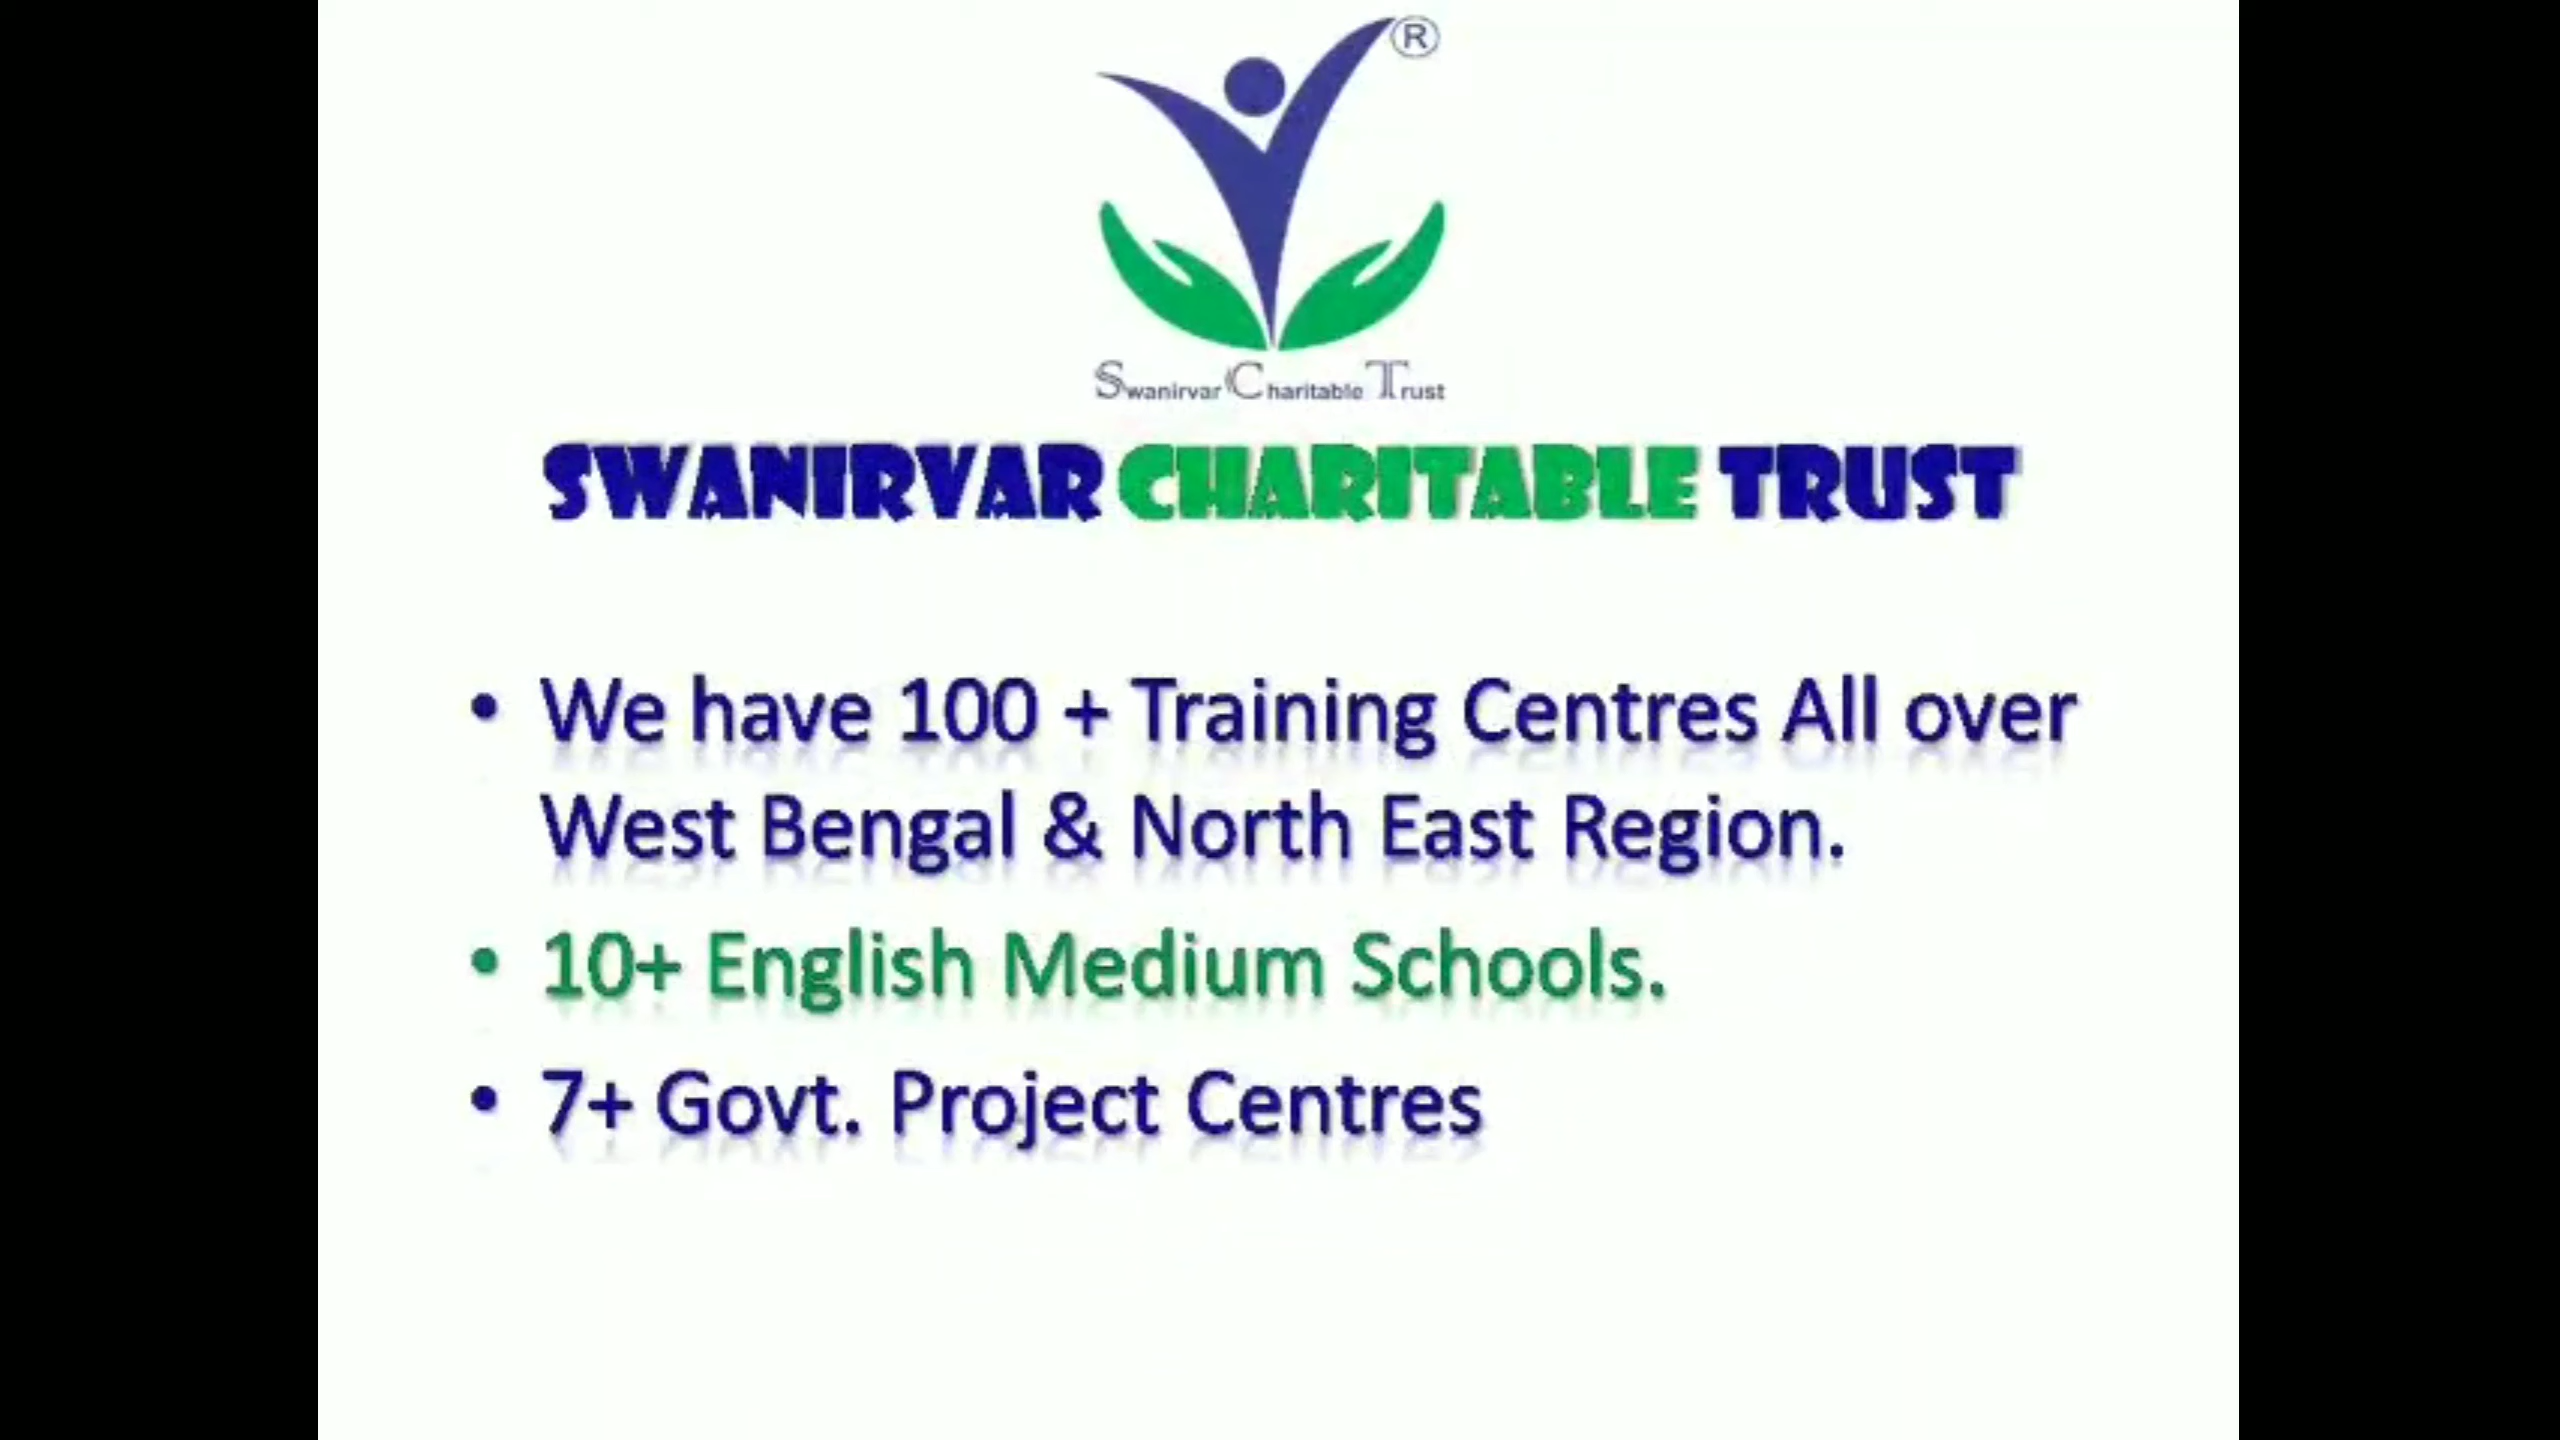 ®
Swanirvar Charitable Trust
SWANIRVAR CHARITABLE TRUST
• We have 100 + Training Centres All over
West Bengal & North East Region.
• 10+ English Medium Schools.
• 7+ Govt. Project Centres